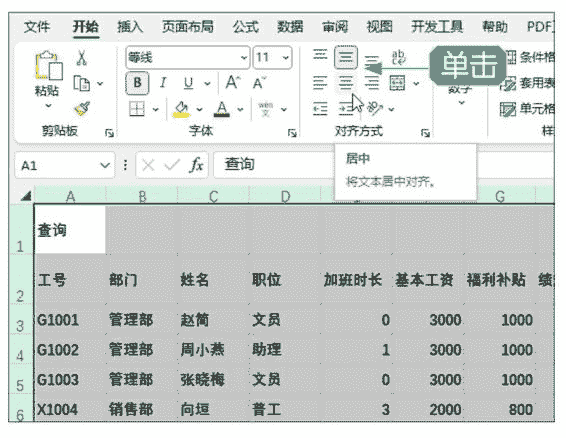 文件 开始 插入 页面布局 公式 数据 审阅 视图 开发工具 帮助 PDF
等线 11 ab 条件格
粘贴 B I U A A 单击 套用表
A wén 文 数字 单元格
剪贴板 字体 对齐方式 样
A1 fx 查询
居中
将文本居中对齐。
A B C D G
1 查询
2 工号 部门 姓名 职位 加班时长 基本工资 福利补贴 绩
3 G1001 管理部 赵简 文员 0 3000 1000
4 G1002 管理部 周小燕 助理 1 3000 1000
5 G1003 管理部 张晓梅 文员 0 3000 1000
6 X1004 销售部 向垣 普工 3 2000 800